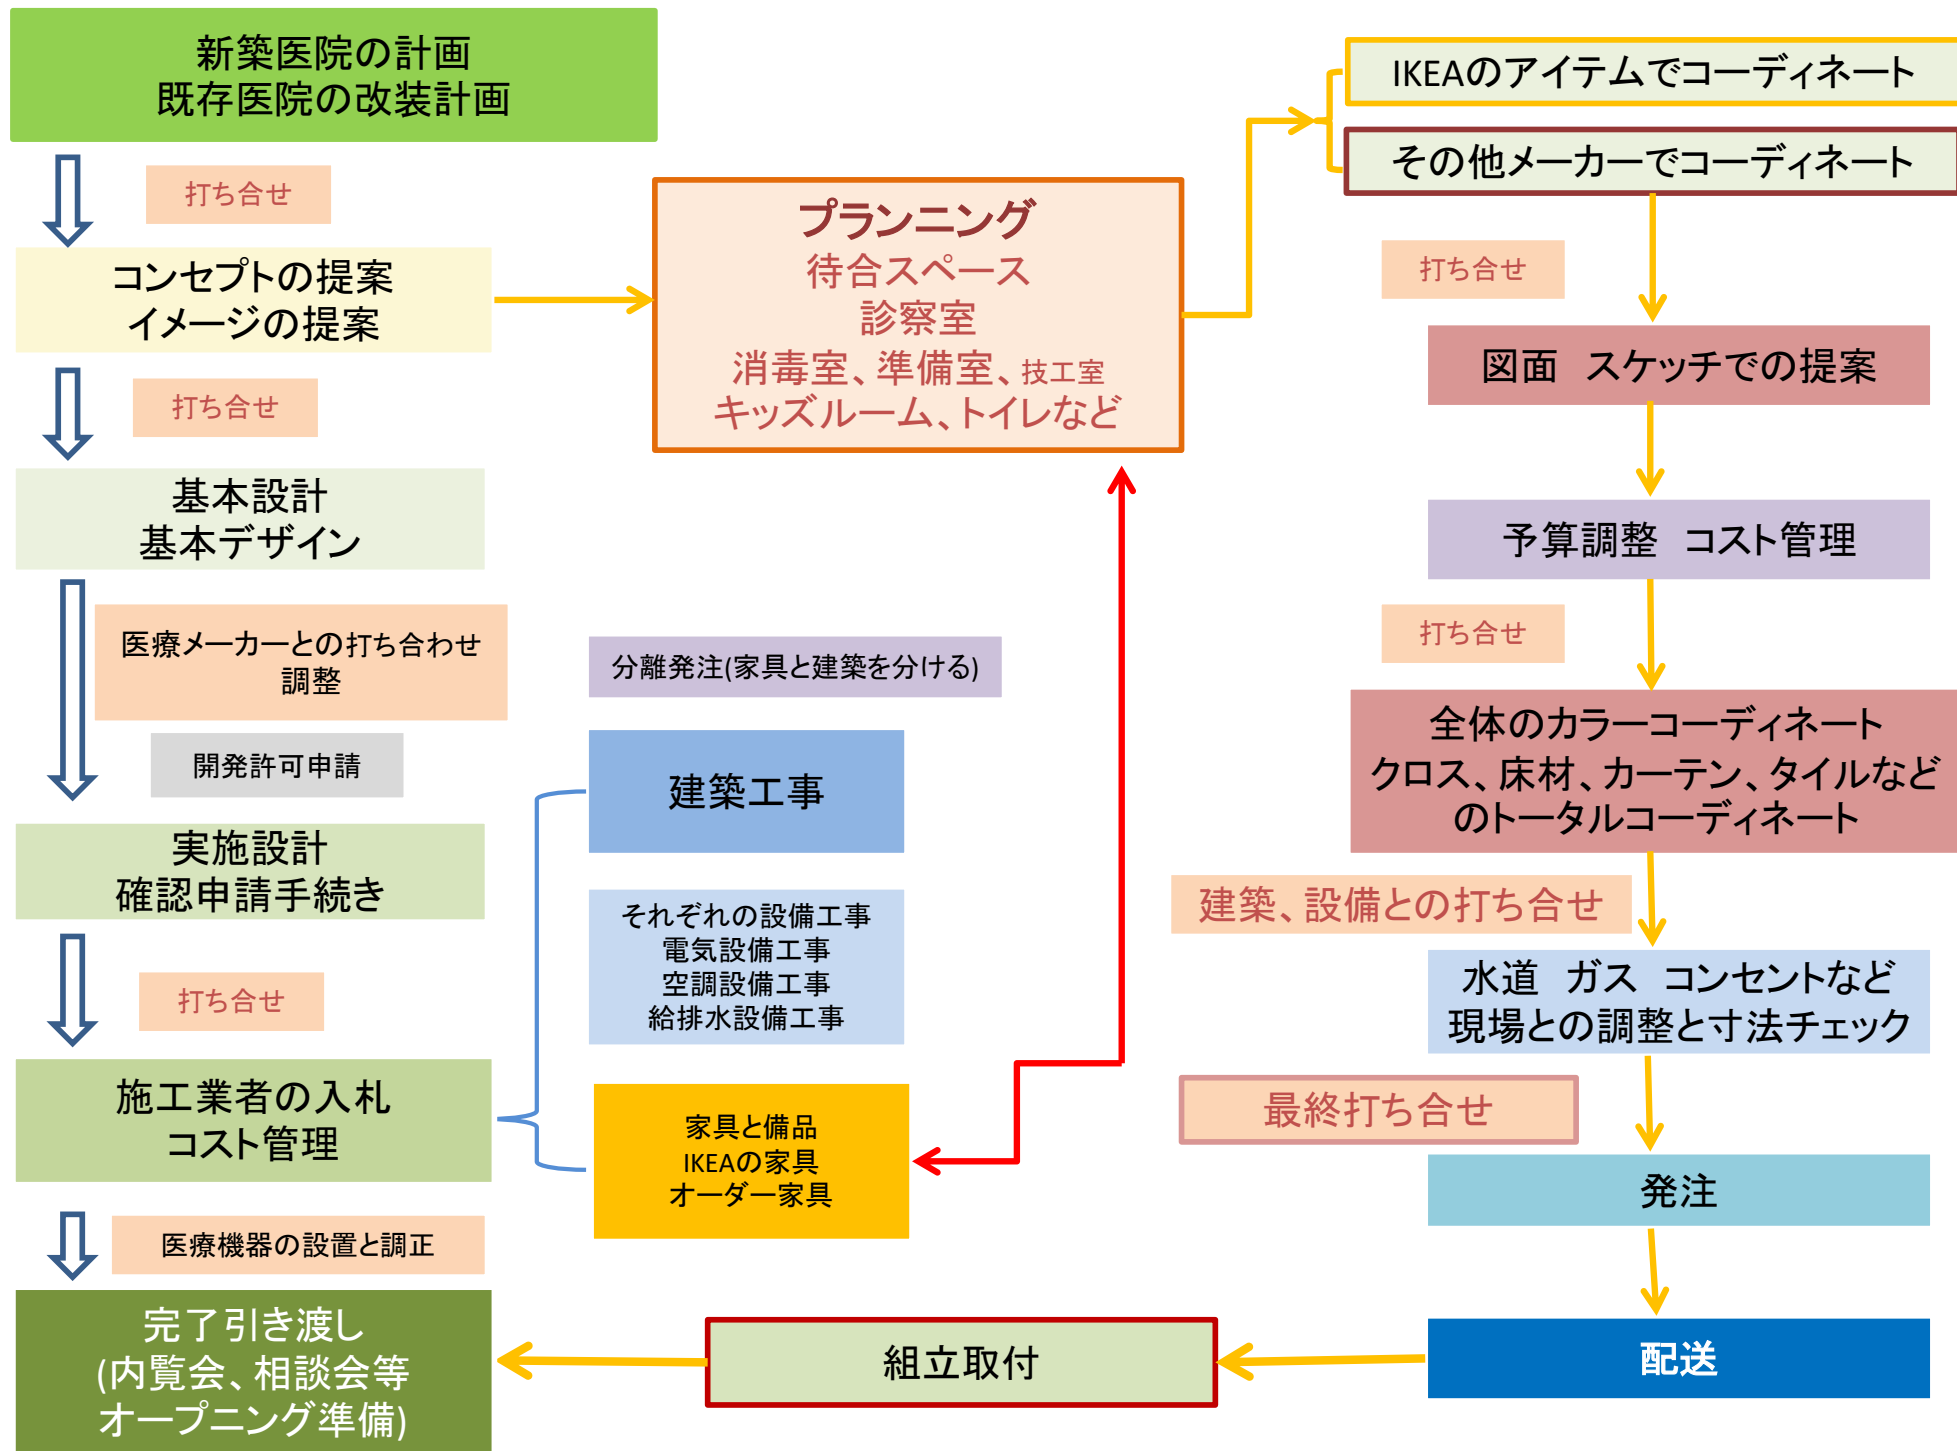 新築医院の計画
既存医院の改装計画
打ち合せ
コンセプトの提案
イメージの提案
打ち合せ
基本設計
基本デザイン
医療メーカーとの打ち合わせ
調整
開発許可申請
実施設計
確認申請手続き
打ち合せ
施工業者の入札
コスト管理
医療機器の設置と調正
完了引き渡し
(内覧会、相談会等
オープニング準備)
プランニング
待合スペース
診察室
消毒室、準備室、技工室
キッズルーム、トイレなど
分離発注(家具と建築を分ける)
建築工事
それぞれの設備工事
電気設備工事
空調設備工事
給排水設備工事
家具と備品
IKEAの家具
オーダー家具
IKEAのアイテムでコーディネート
その他メーカーでコーディネート
打ち合せ
図面　スケッチでの提案
予算調整　コスト管理
打ち合せ
全体のカラーコーディネート
クロス、床材、カーテン、タイルなど
のトータルコーディネート
建築、設備との打ち合せ
水道　ガス　コンセントなど
現場との調整と寸法チェック
最終打ち合せ
発注
配送
組立取付